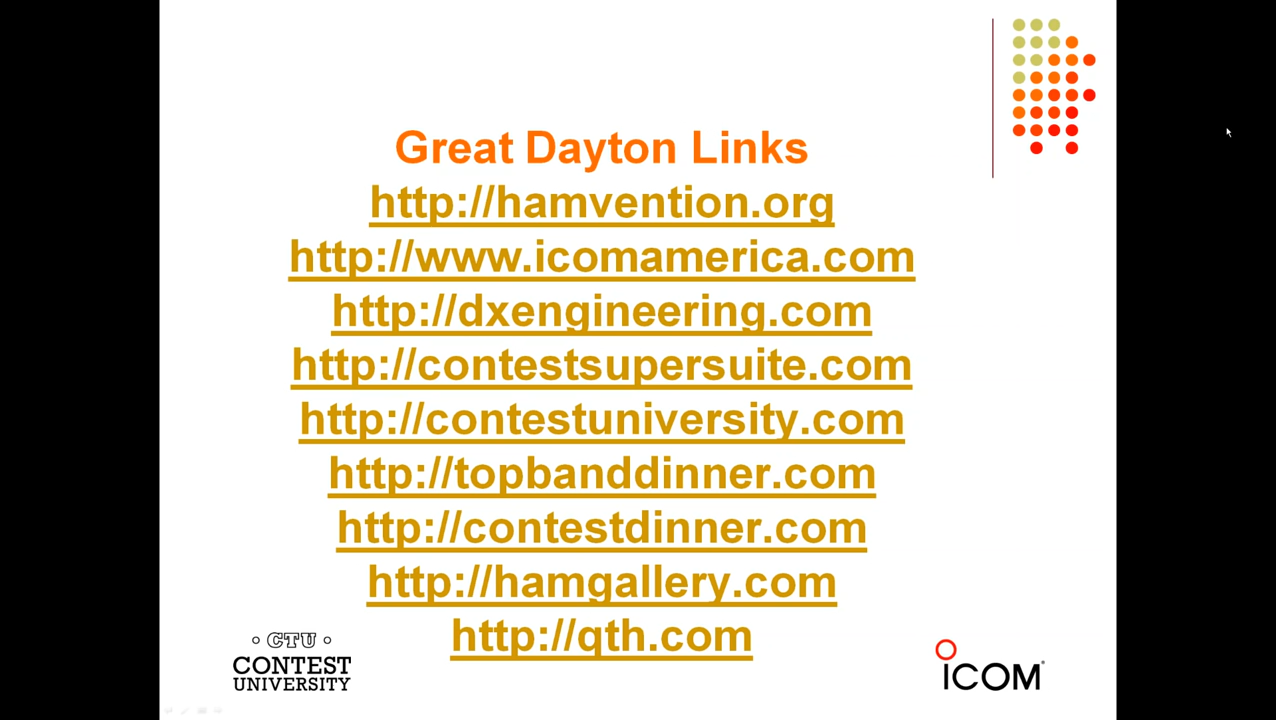 Great Dayton Links
http://hamvention.org
http://www.icomamerica.com
http://dxengineering.com
http://contestsupersuite.com
http://contestuniversity.com
http://topbanddinner.com
http://contestdinner.com
http://hamgallery.com
http://qth.com
· CTU ·
CONTEST
UNIVERSITY
ICOM®